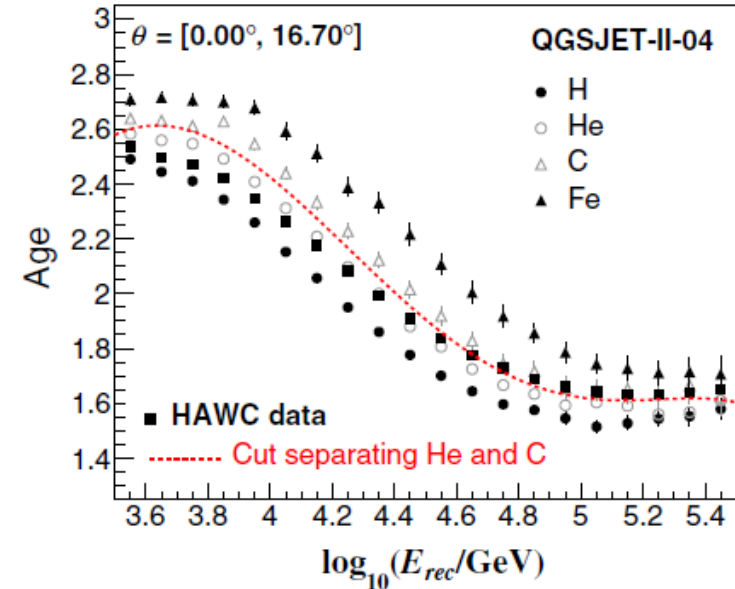 θ = [0.00°, 16.70°]
QGSJET-II-04
H
He
C
Fe
HAWC data
Cut separating He and C
Age
3
2.8
2.6
2.4
2.2
2
1.8
1.6
1.4
3.6 3.8 4 4.2 4.4 4.6 4.8 5 5.2 5.4
log₁₀(E_rec/GeV)